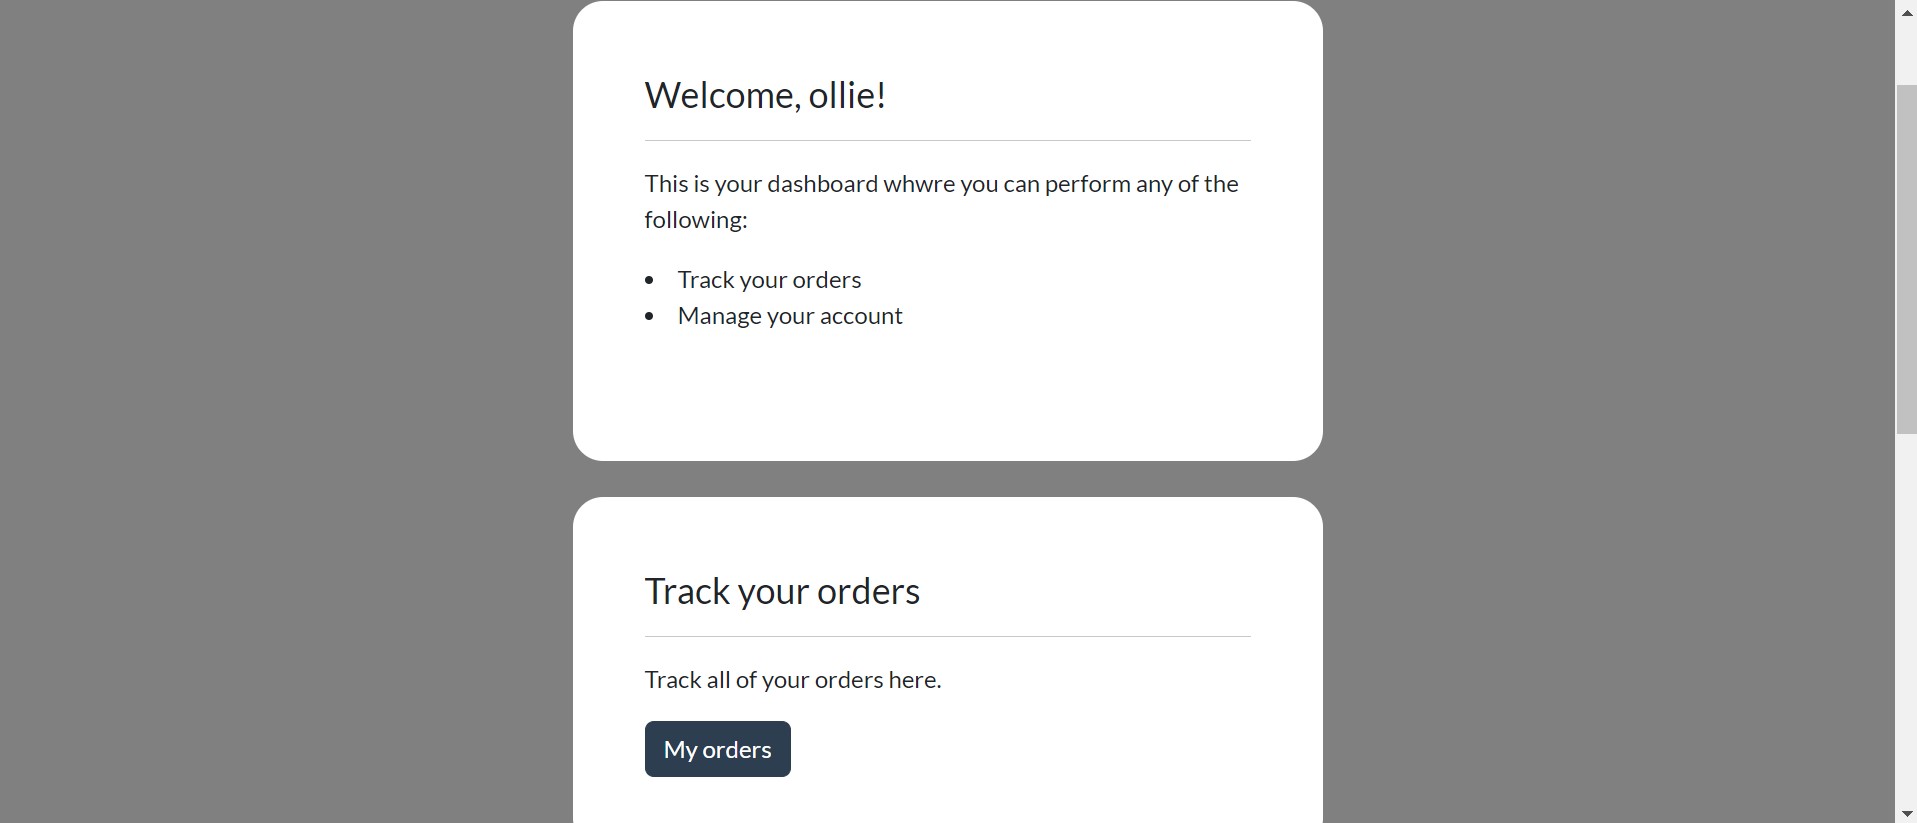 Welcome, ollie!
This is your dashboard whwre you can perform any of the
following:
Track your orders
Manage your account
Track your orders
Track all of your orders here.
My orders